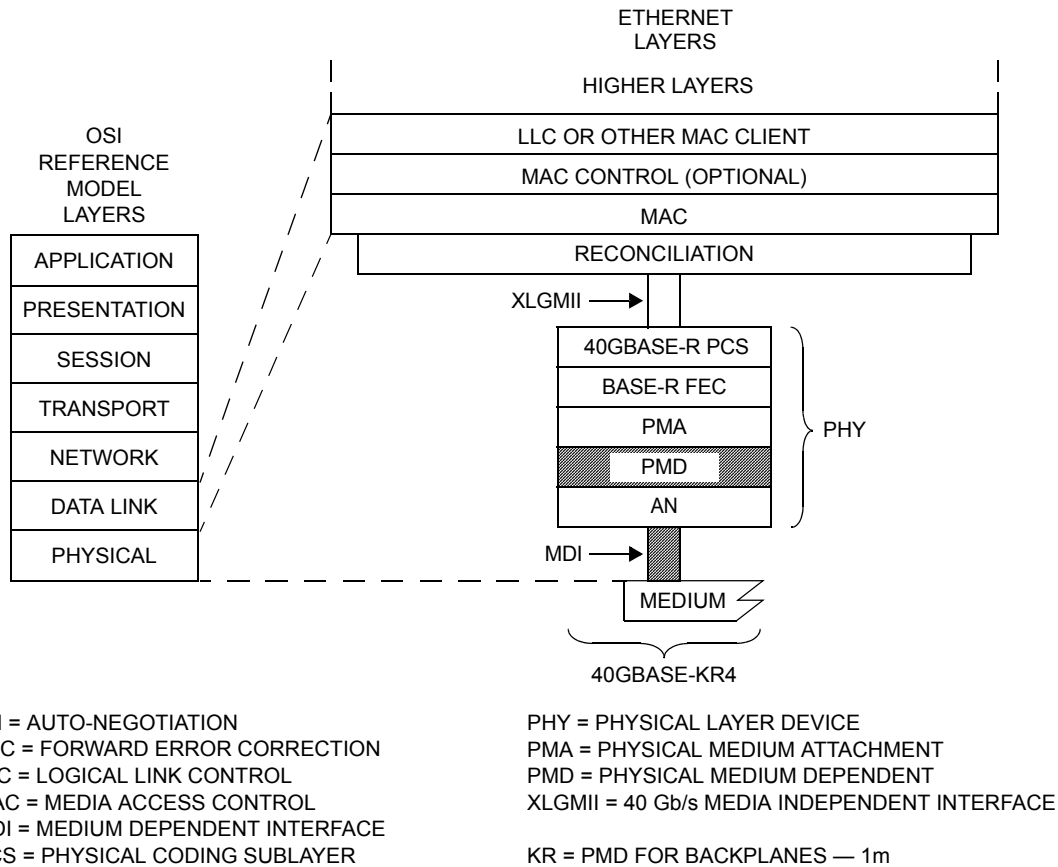 ETHERNET
LAYERS
HIGHER LAYERS
OSI
REFERENCE
MODEL
LAYERS
LLC OR OTHER MAC CLIENT
MAC CONTROL (OPTIONAL)
MAC
RECONCILIATION
APPLICATION
PRESENTATION
SESSION
TRANSPORT
NETWORK
DATA LINK
PHYSICAL
XLGMII
40GBASE-R PCS
BASE-R FEC
PMA
PMD
AN
PHY
MDI
MEDIUM
40GBASE-KR4
= AUTO-NEGOTIATION
C = FORWARD ERROR CORRECTION
C = LOGICAL LINK CONTROL
AC = MEDIA ACCESS CONTROL
DI = MEDIUM DEPENDENT INTERFACE
CS = PHYSICAL CODING SUBLAYER
PHY = PHYSICAL LAYER DEVICE
PMA = PHYSICAL MEDIUM ATTACHMENT
PMD = PHYSICAL MEDIUM DEPENDENT
XLGMII = 40 Gb/s MEDIA INDEPENDENT INTERFACE
KR = PMD FOR BACKPLANES — 1m